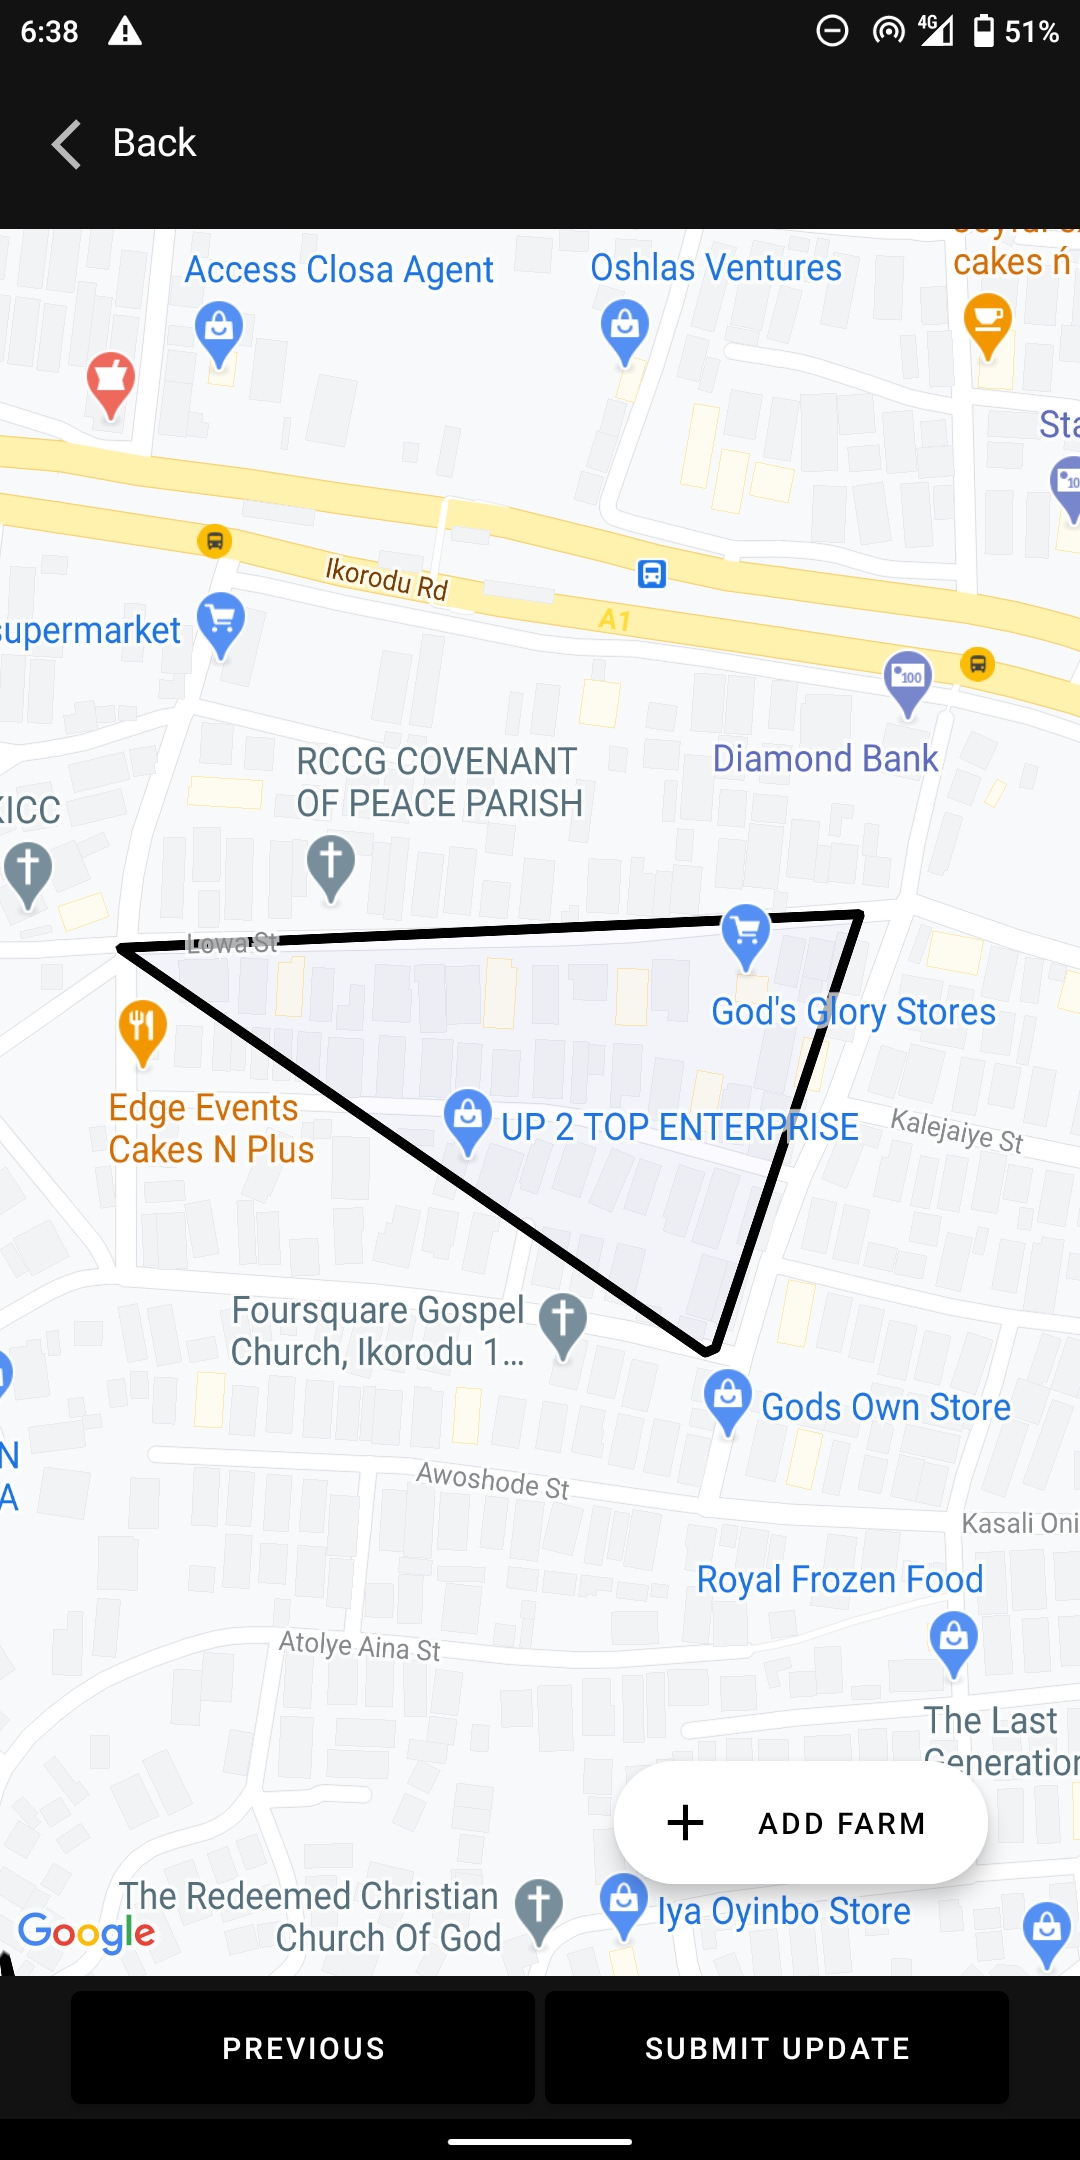 6:38
4G
51%
Back
Access Closa Agent
Oshlas Ventures
cakes ń
Sta
10
Ikorodu Rd
A1
supermarket
100
Diamond Bank
RCCG COVENANT
OF PEACE PARISH
KICC
Lowa St
God's Glory Stores
Edge Events
Cakes N Plus
UP 2 TOP ENTERPRISE
Kalejaiye St
Foursquare Gospel
Church, Ikorodu 1...
Gods Own Store
N
A
Awoshode St
Kasali Oni
Royal Frozen Food
Atolye Aina St
The Last
Generation
+ ADD FARM
The Redeemed Christian
Church Of God
Iya Oyinbo Store
Google
PREVIOUS
SUBMIT UPDATE